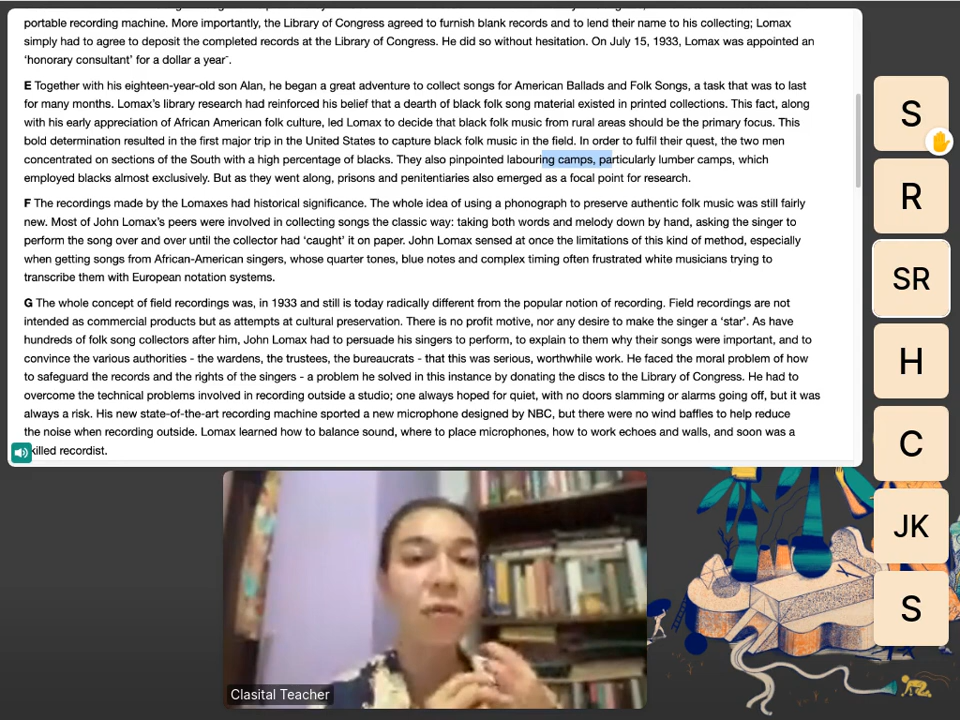 portable recording machine. More importantly, the Library of Congress agreed to furnish blank records and to lend their name to his collecting; Lomax
simply had to agree to deposit the completed records at the Library of Congress. He did so without hesitation. On July 15, 1933, Lomax was appointed an
‘honorary consultant’ for a dollar a year¨.
E Together with his eighteen-year-old son Alan, he began a great adventure to collect songs for American Ballads and Folk Songs, a task that was to last
for many months. Lomax’s library research had reinforced his belief that a dearth of black folk song material existed in printed collections. This fact, along
with his early appreciation of African American folk culture, led Lomax to decide that black folk music from rural areas should be the primary focus. This
bold determination resulted in the first major trip in the United States to capture black folk music in the field. In order to fulfil their quest, the two men
concentrated on sections of the South with a high percentage of blacks. They also pinpointed labouring camps, particularly lumber camps, which
employed blacks almost exclusively. But as they went along, prisons and penitentiaries also emerged as a focal point for research.
F The recordings made by the Lomaxes had historical significance. The whole idea of using a phonograph to preserve authentic folk music was still fairly
new. Most of John Lomax’s peers were involved in collecting songs the classic way: taking both words and melody down by hand, asking the singer to
perform the song over and over until the collector had ‘caught’ it on paper. John Lomax sensed at once the limitations of this kind of method, especially
when getting songs from African-American singers, whose quarter tones, blue notes and complex timing often frustrated white musicians trying to
transcribe them with European notation systems.
G The whole concept of field recordings was, in 1933 and still is today radically different from the popular notion of recording. Field recordings are not
intended as commercial products but as attempts at cultural preservation. There is no profit motive, nor any desire to make the singer a ‘star’. As have
hundreds of folk song collectors after him, John Lomax had to persuade his singers to perform, to explain to them why their songs were important, and to
convince the various authorities - the wardens, the trustees, the bureaucrats - that this was serious, worthwhile work. He faced the moral problem of how
to safeguard the records and the rights of the singers - a problem he solved in this instance by donating the discs to the Library of Congress. He had to
overcome the technical problems involved in recording outside a studio; one always hoped for quiet, with no doors slamming or alarms going off, but it was
always a risk. His new state-of-the-art recording machine sported a new microphone designed by NBC, but there were no wind baffles to help reduce
the noise when recording outside. Lomax learned how to balance sound, where to place microphones, how to work echoes and walls, and soon was a
killed recordist.
Clasital Teacher
S
R
SR
H
C
JK
S